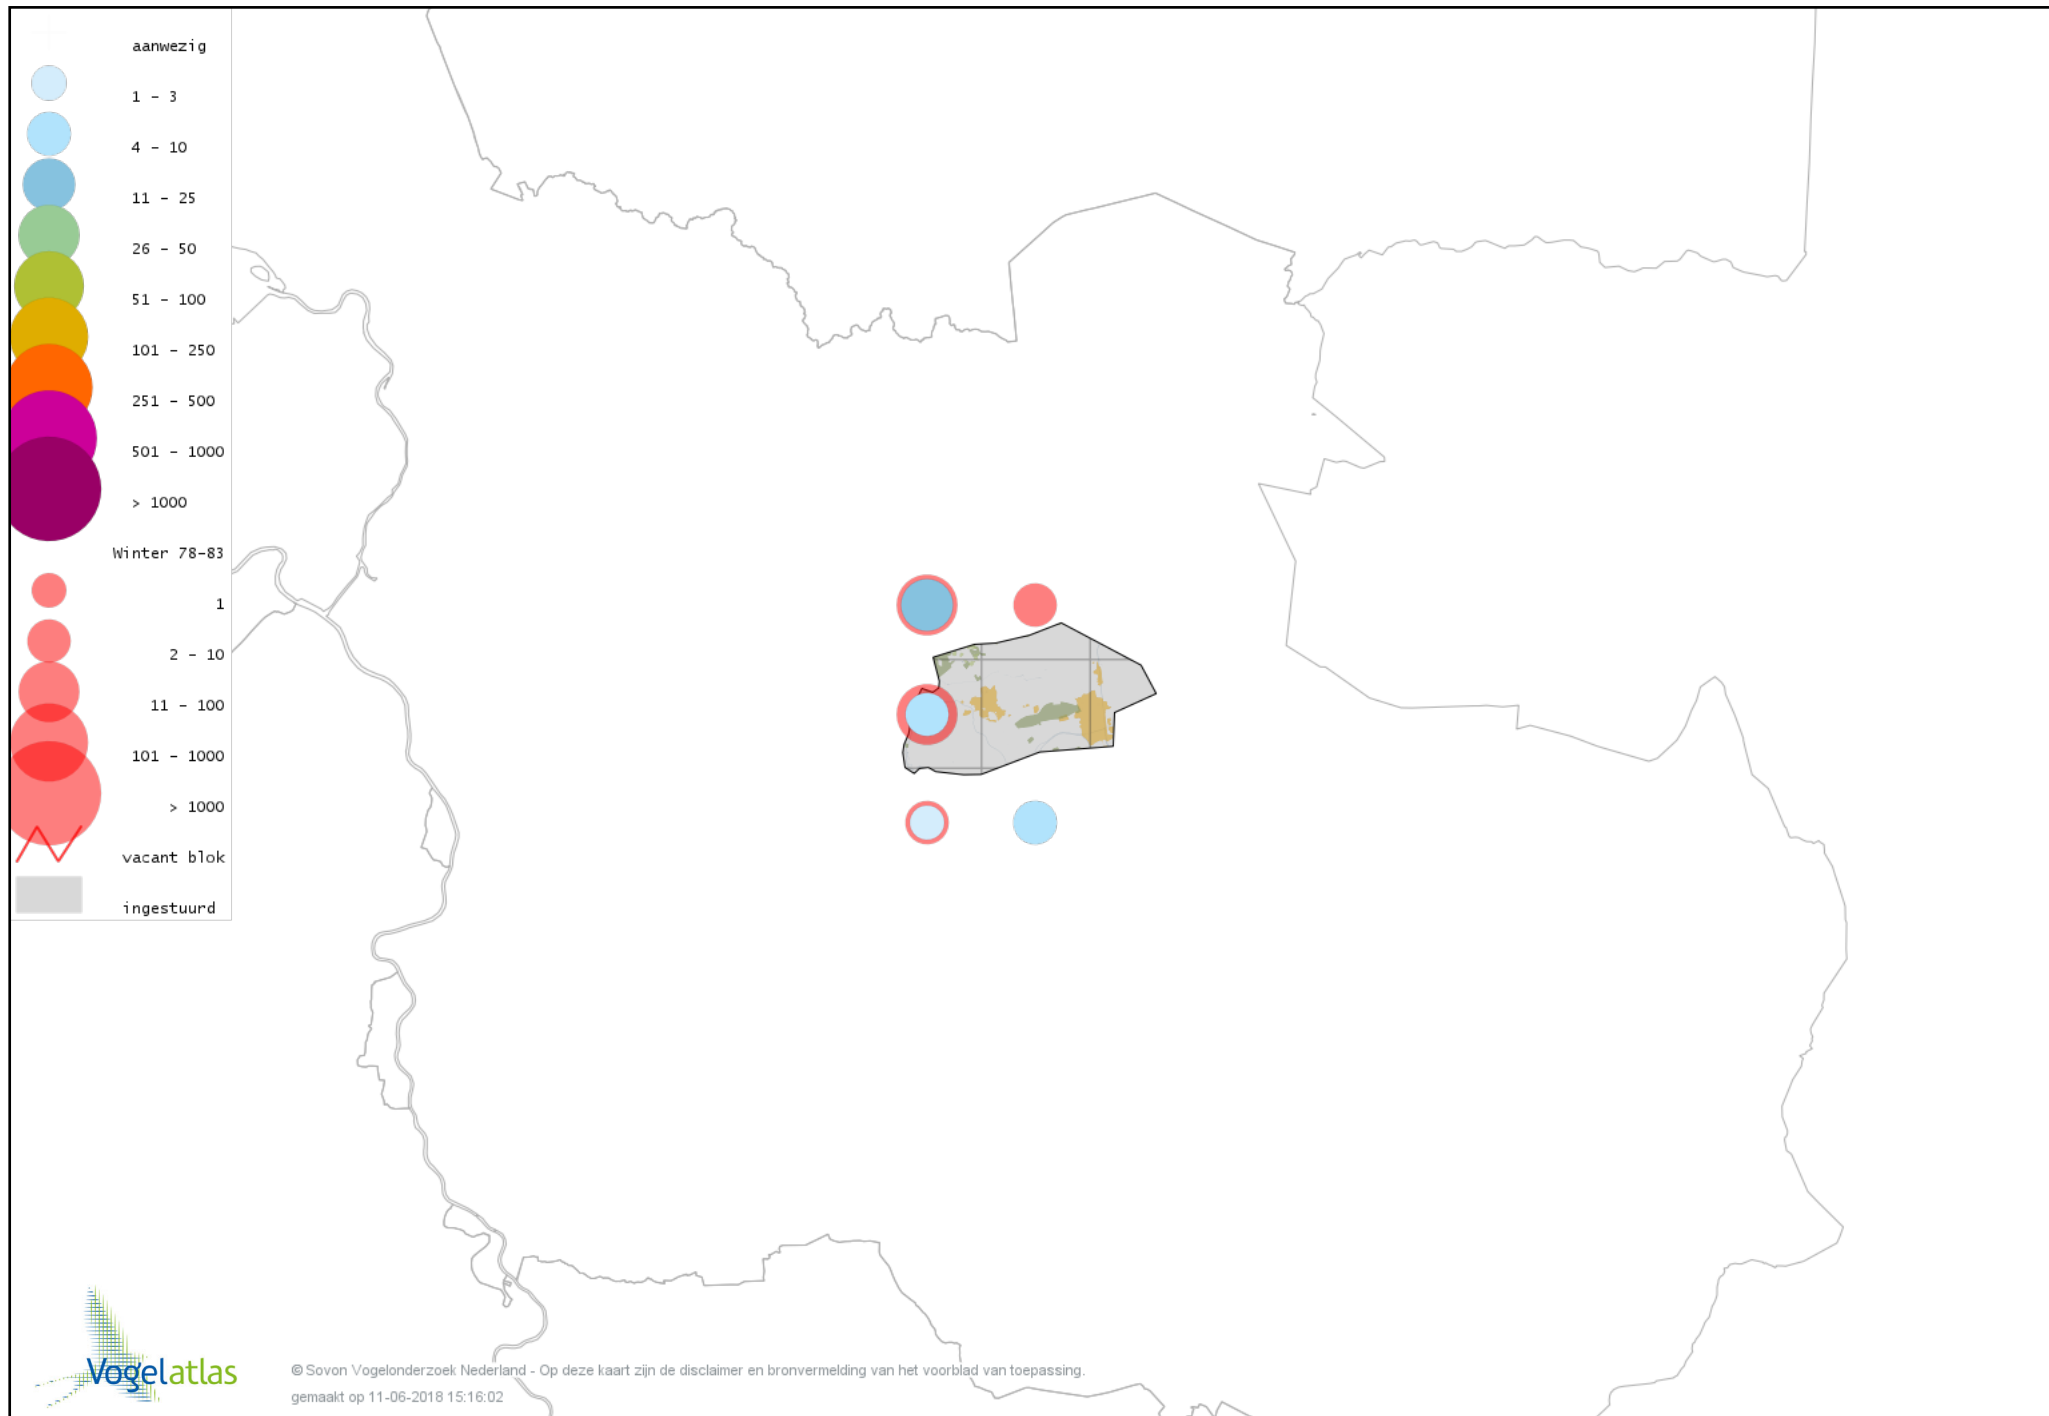 aanwezig
1 - 3
4 - 10
11 - 25
26 - 50
51 - 100
101 - 250
251 - 500
501 - 1000
> 1000
Winter 78-83
1
2 - 10
11 - 100
101 - 1000
> 1000
vacant blok
ingestuurd
Vogelatlas
© Sovon Vogelonderzoek Nederland - Op deze kaart zijn de disclaimer en bronvermelding van het voorblad van toepassing.
gemaakt op 11-06-2018 15:16:02